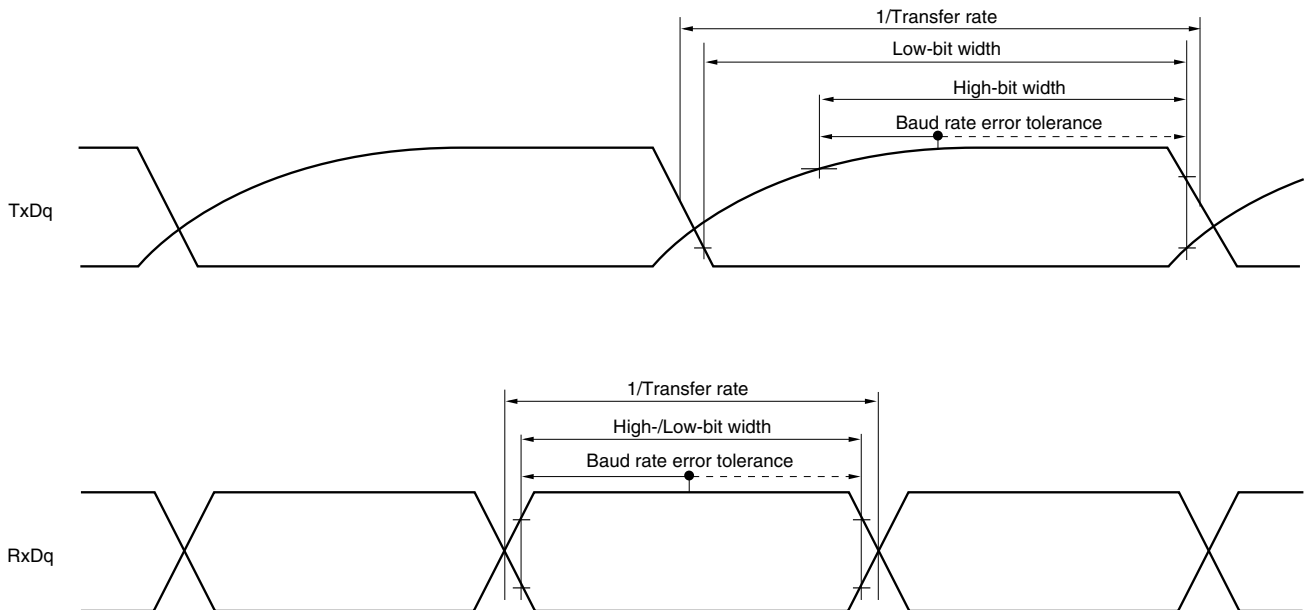 1/Transfer rate
Low-bit width
High-bit width
Baud rate error tolerance
TxDq
1/Transfer rate
High-/Low-bit width
Baud rate error tolerance
RxDq